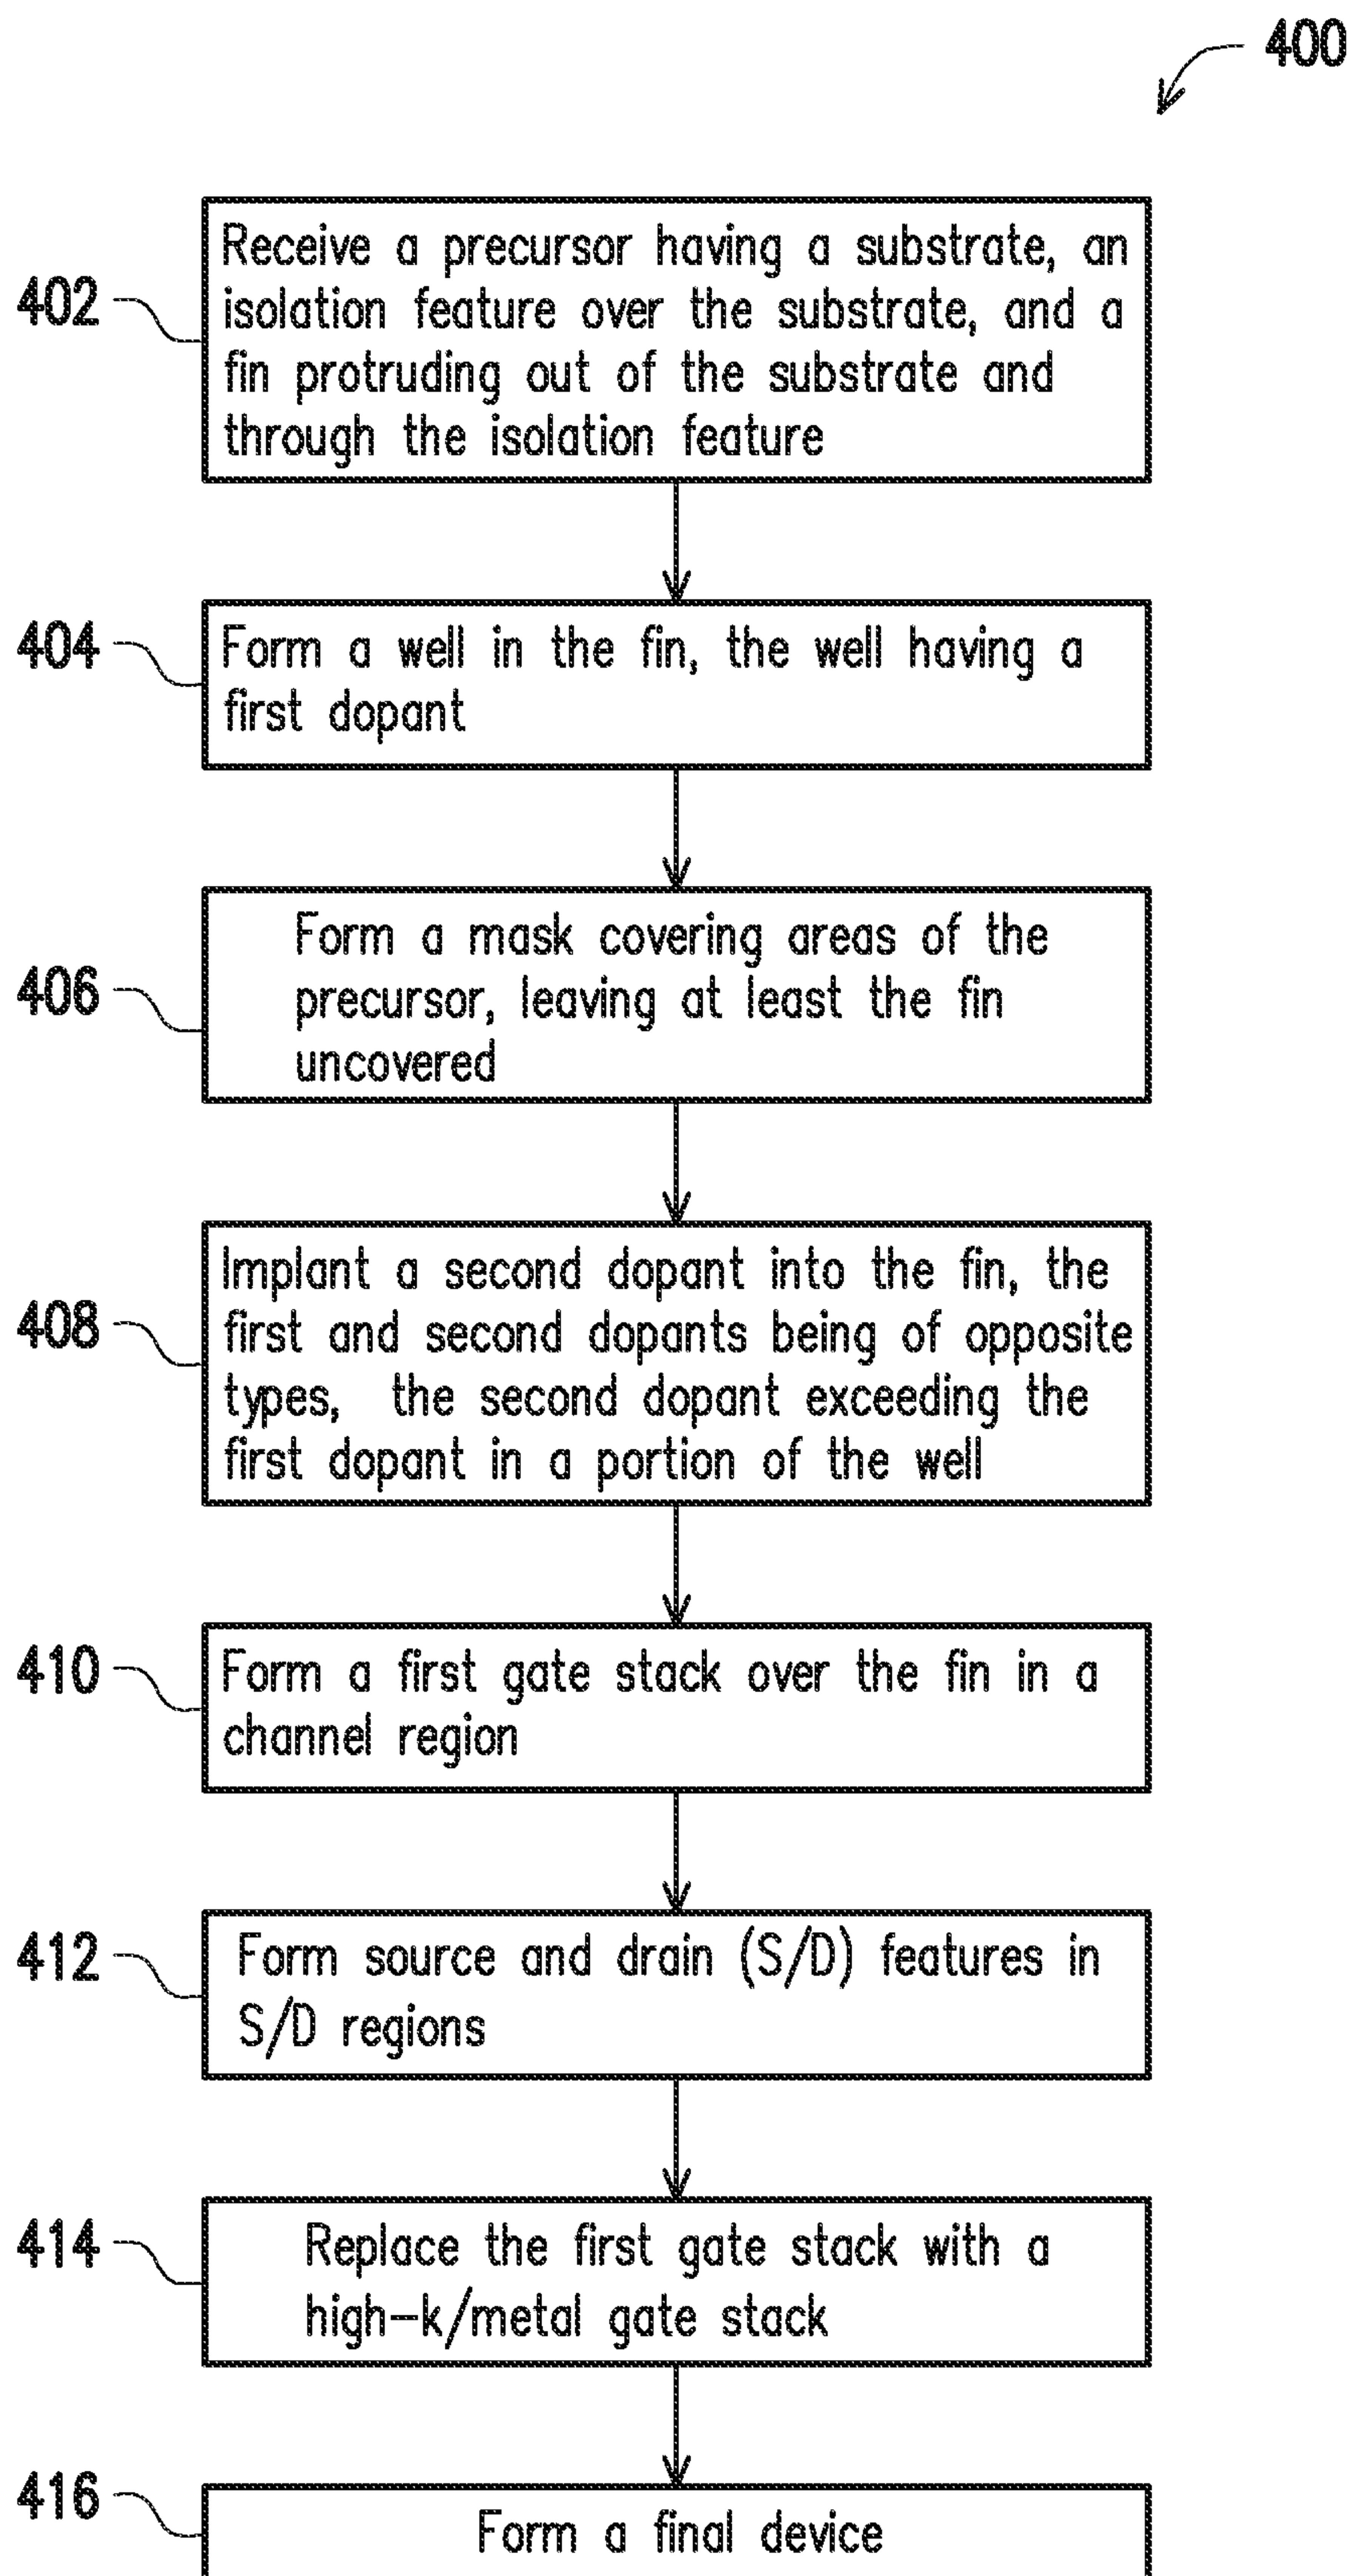 400
402
Receive a precursor having a substrate, an
isolation feature over the substrate, and a
fin protruding out of the substrate and
through the isolation feature
404
Form a well in the fin, the well having a
first dopant
406
Form a mask covering areas of the
precursor, leaving at least the fin
uncovered
408
Implant a second dopant into the fin, the
first and second dopants being of opposite
types, the second dopant exceeding the
first dopant in a portion of the well
410
Form a first gate stack over the fin in a
channel region
412
Form source and drain (S/D) features in
S/D regions
414
Replace the first gate stack with a
high-k/metal gate stack
416
Form a final device